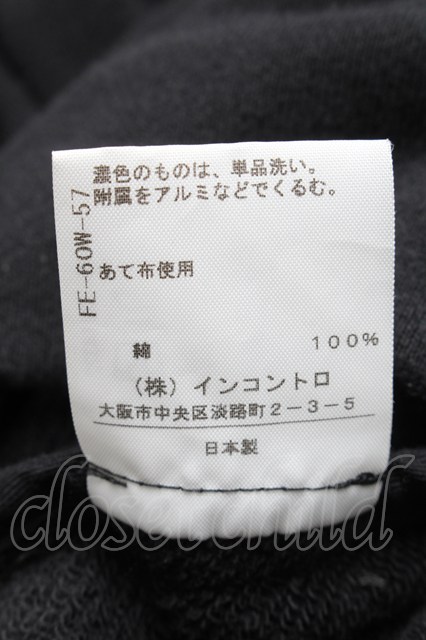 濃色のものは、単品洗い。
附属をアルミなどでくるむ。
FE-60W-57
あて布使用
綿 100%
(株)インコントロ
大阪市中央区淡路町2-3-5
日本製
closet child